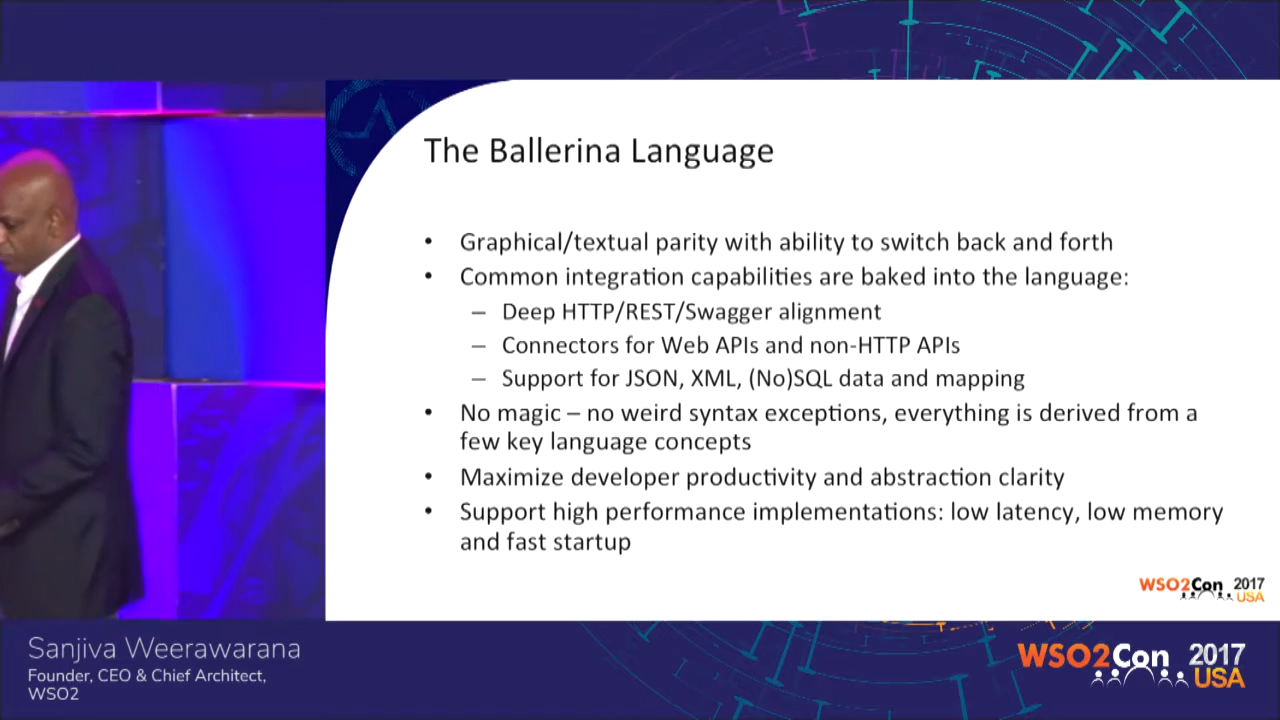 The Ballerina Language
• Graphical/textual parity with ability to switch back and forth
• Common integration capabilities are baked into the language:
– Deep HTTP/REST/Swagger alignment
– Connectors for Web APIs and non-HTTP APIs
– Support for JSON, XML, (No)SQL data and mapping
• No magic – no weird syntax exceptions, everything is derived from a
few key language concepts
• Maximize developer productivity and abstraction clarity
• Support high performance implementations: low latency, low memory
and fast startup
WSO2Con 2017
USA
Sanjiva Weerawarana
Founder, CEO & Chief Architect,
WSO2
WSO2Con 2017
USA